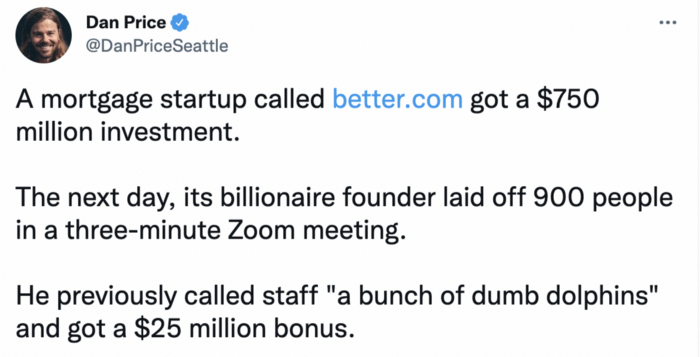 Dan Price
@DanPriceSeattle
A mortgage startup called better.com got a $750
million investment.
The next day, its billionaire founder laid off 900 people
in a three-minute Zoom meeting.
He previously called staff "a bunch of dumb dolphins"
and got a $25 million bonus.